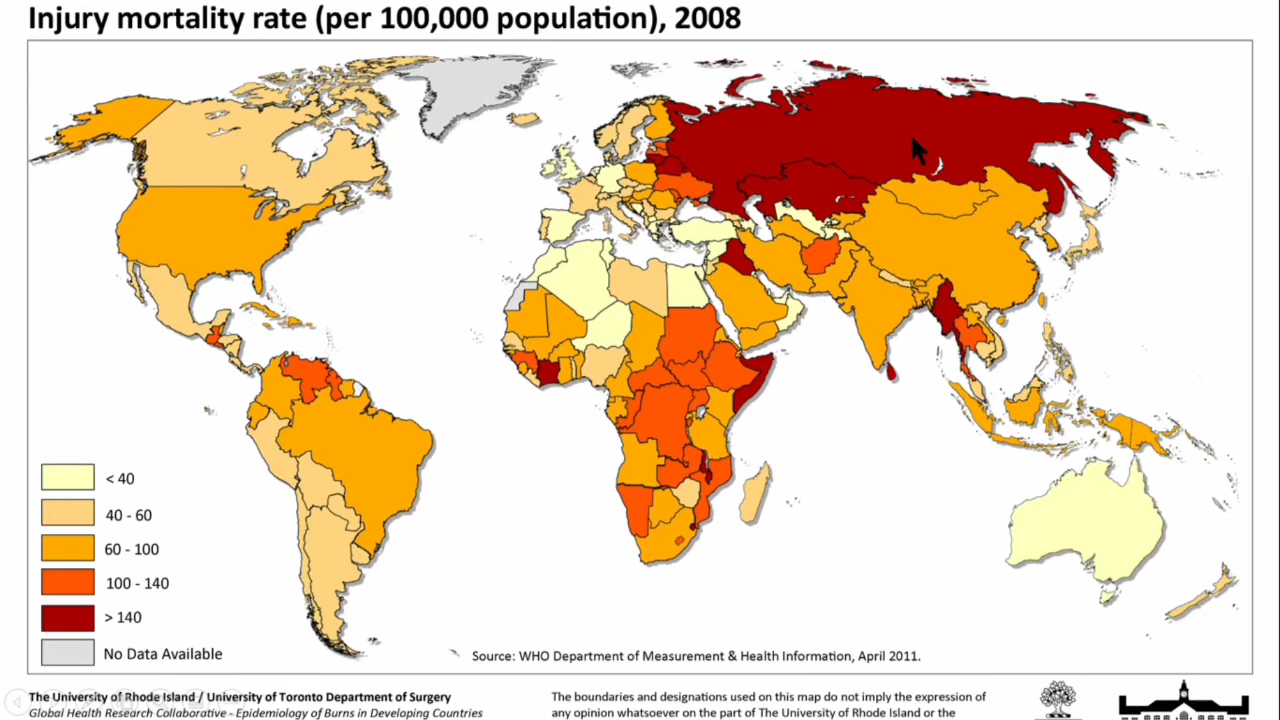 Injury mortality rate (per 100,000 population), 2008
< 40
40 - 60
60 - 100
100 - 140
> 140
No Data Available
Source: WHO Department of Measurement & Health Information, April 2011.
The University of Rhode Island / University of Toronto Department of Surgery
Global Health Research Collaborative - Epidemiology of Burns in Developing Countries
The boundaries and designations used on this map do not imply the expression of
any opinion whatsoever on the part of The University of Rhode Island or the